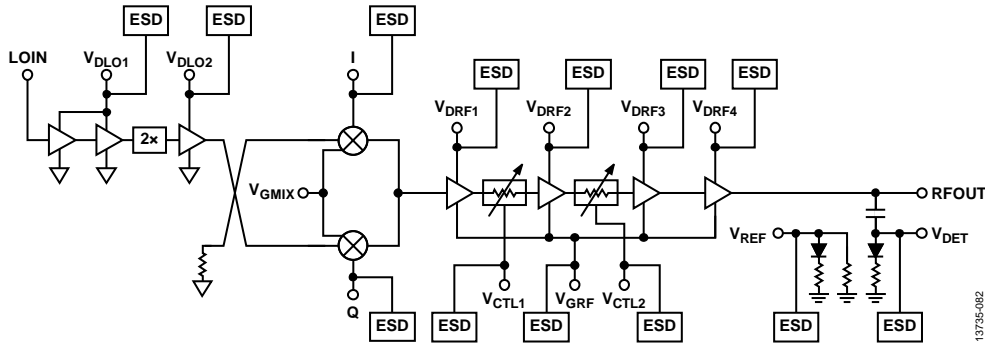 ESD
ESD
ESD
LOIN
VDLO1
VDLO2
I
ESD
ESD
ESD
ESD
VDRF1
VDRF2
VDRF3
VDRF4
2×
VGMIX
RFOUT
VREF
VDET
Q
ESD
ESD
VCTL1
ESD
VGRF
VCTL2
ESD
ESD
ESD
13735-082